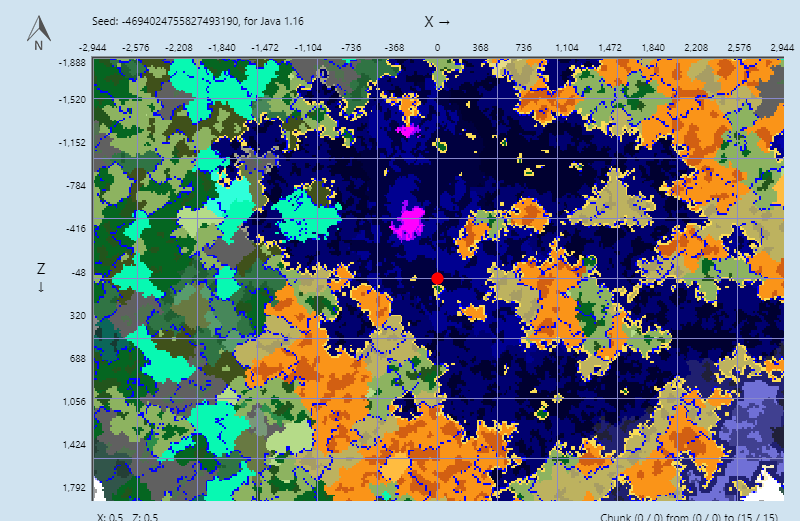 Seed: -4694024755827493190, for Java 1.16
X →
N
-2,944 -2,576 -2,208 -1,840 -1,472 -1,104 -736 -368 0 368 736 1,104 1,472 1,840 2,208 2,576 2,944
-1.888
-1,520
-1,152
-784
-416
Z
-48
↓
320
688
1,056
1,424
1,792
X: 0.5 Z: 0.5
Chunk (0 / 0) from (0 / 0) to (15 / 15)